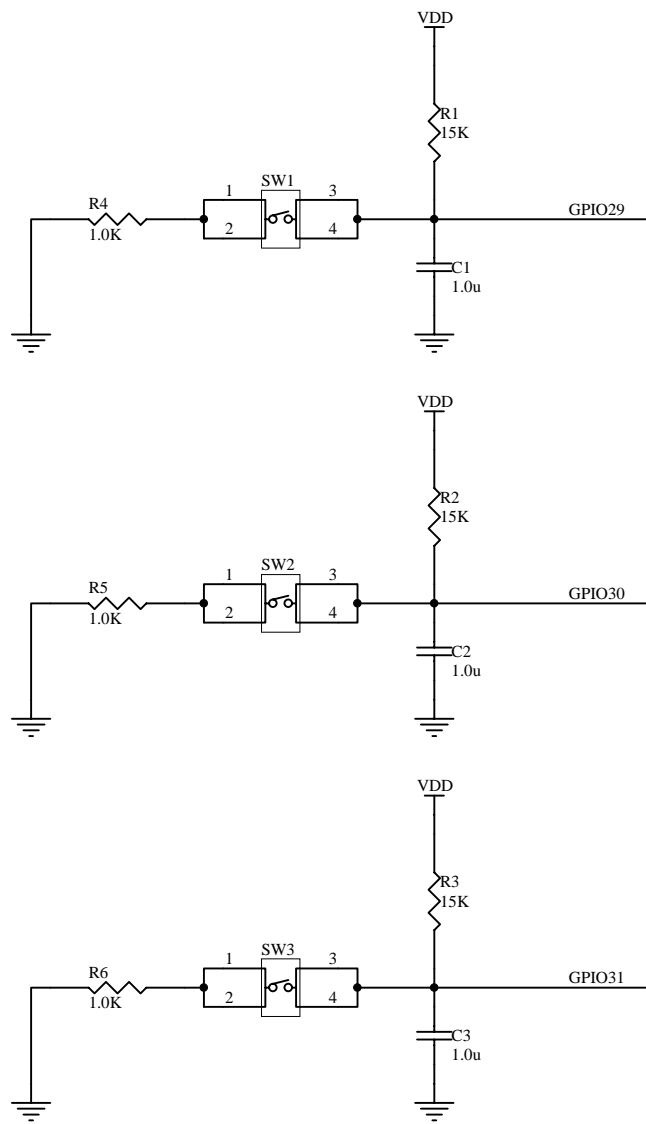 VDD
R1
15K
SW1
1
3
R4
GPIO29
2
4
1.0K
C1
1.0u
VDD
R2
15K
SW2
1
3
R5
GPIO30
2
4
1.0K
C2
1.0u
VDD
R3
15K
SW3
1
3
R6
GPIO31
2
4
1.0K
C3
1.0u